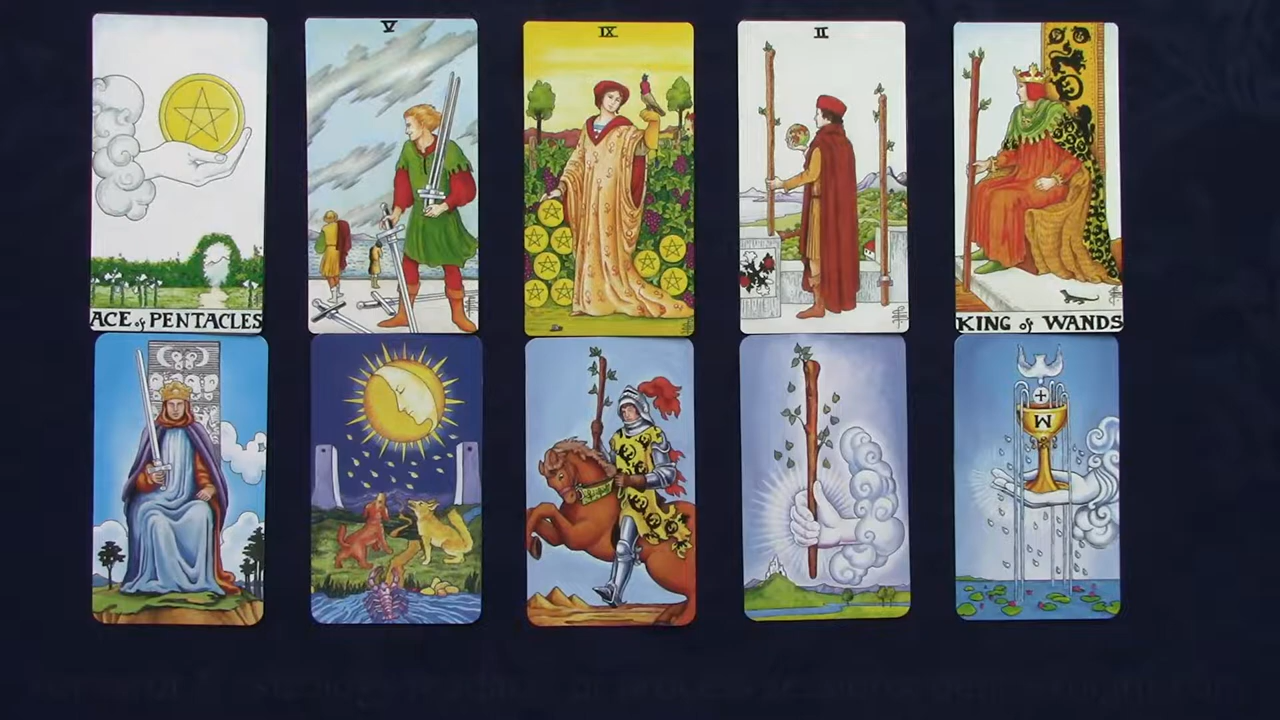 V
IX
II
ACE of PENTACLES
KING of WANDS
M